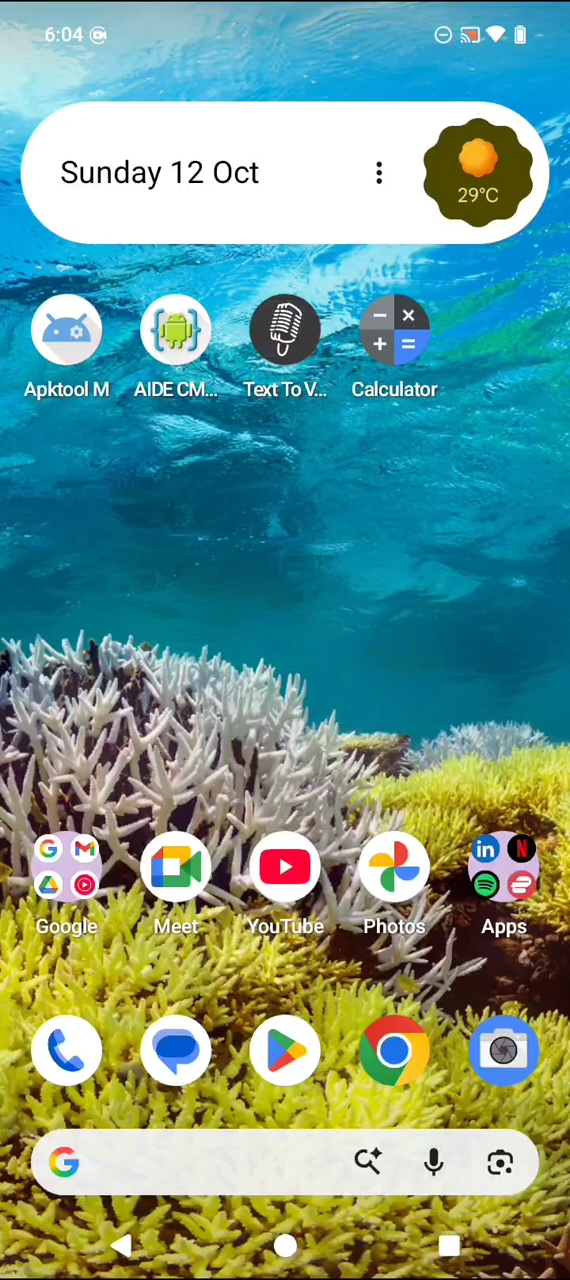 6:04
Sunday 12 Oct
29°C
Apktool M AIDE CM... Text To V... Calculator
Google Meet YouTube Photos Apps